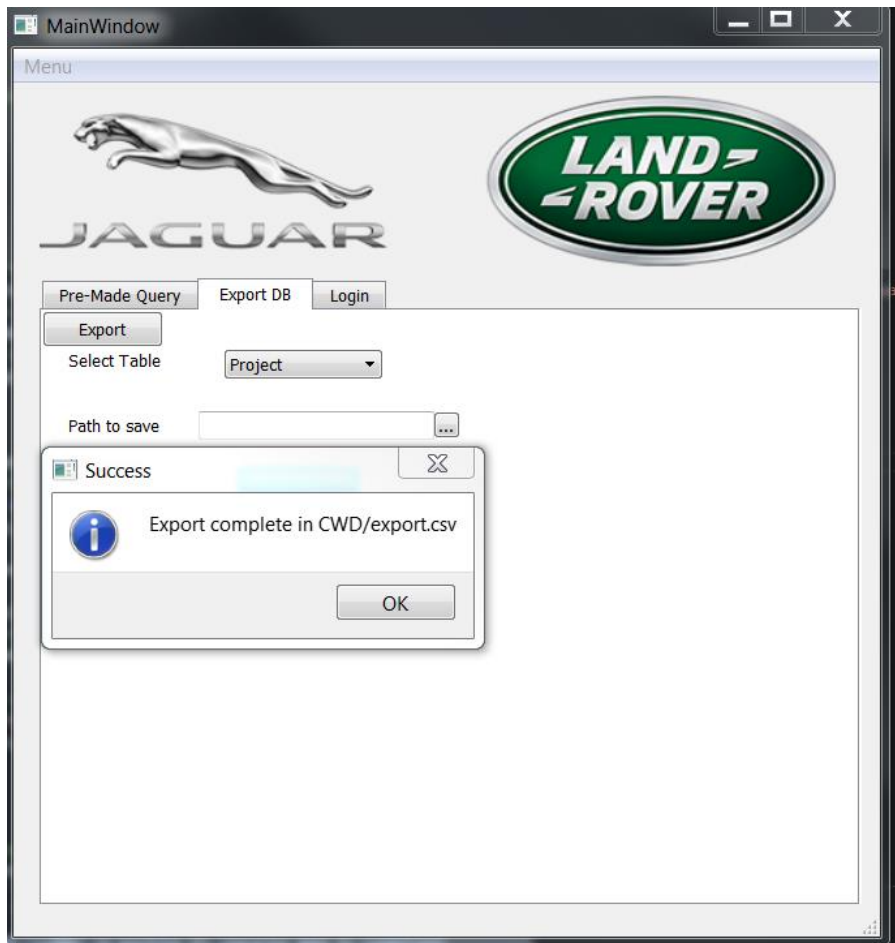 MainWindow
Menu
JAGUAR
LAND-
-ROVER
Pre-Made Query Export DB Login
Export
Select Table Project
Path to save ...
Success
Export complete in CWD/export.csv
OK